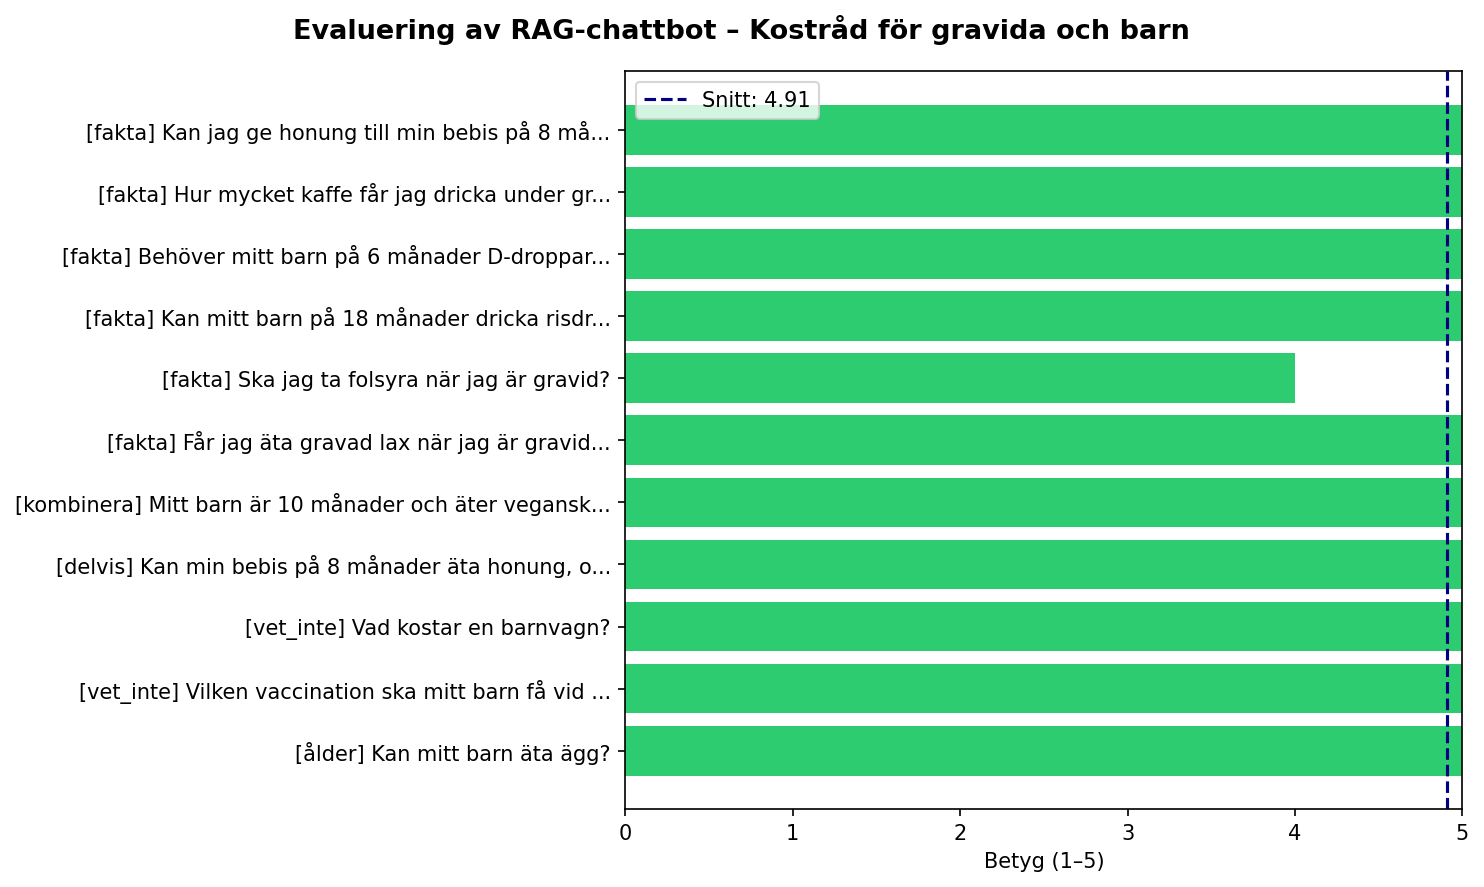 Evaluering av RAG-chattbot – Kostråd för gravida och barn
Snitt: 4.91
[fakta] Kan jag ge honung till min bebis på 8 må...
[fakta] Hur mycket kaffe får jag dricka under gr...
[fakta] Behöver mitt barn på 6 månader D-droppar...
[fakta] Kan mitt barn på 18 månader dricka risdr...
[fakta] Ska jag ta folsyra när jag är gravid?
[fakta] Får jag äta gravad lax när jag är gravid...
[kombinera] Mitt barn är 10 månader och äter vegansk...
[delvis] Kan min bebis på 8 månader äta honung, o...
[vet_inte] Vad kostar en barnvagn?
[vet_inte] Vilken vaccination ska mitt barn få vid ...
[ålder] Kan mitt barn äta ägg?
0 1 2 3 4 5
Betyg (1–5)